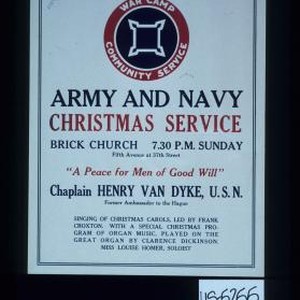 WAR CAMP
COMMUNITY SERVICE
ARMY AND NAVY
CHRISTMAS SERVICE
BRICK CHURCH 7.30 P.M. SUNDAY
Fifth Avenue at 37th Street
"A Peace for Men of Good Will"
Chaplain HENRY VAN DYKE, U.S.N.
Former Ambassador to the Hague
SINGING OF CHRISTMAS CAROLS, LED BY FRANK
CROXTON. WITH A SPECIAL CHRISTMAS PRO-
GRAM OF ORGAN MUSIC, PLAYED ON THE
GREAT ORGAN BY CLARENCE DICKINSON.
MISS LOUISE HOMER, SOLOIST